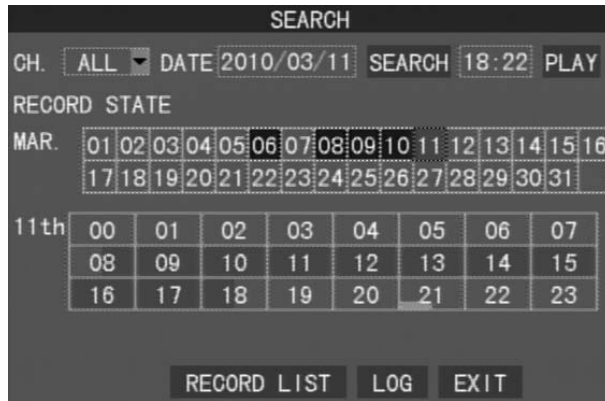 SEARCH
CH. ALL DATE 2010/03/11 SEARCH 18:22 PLAY
RECORD STATE
MAR. 01 02 03 04 05 06 07 08 09 10 11 12 13 14 15 16
17 18 19 20 21 22 23 24 25 26 27 28 29 30 31
11th 00 01 02 03 04 05 06 07
08 09 10 11 12 13 14 15
16 17 18 19 20 21 22 23
RECORD LIST LOG EXIT